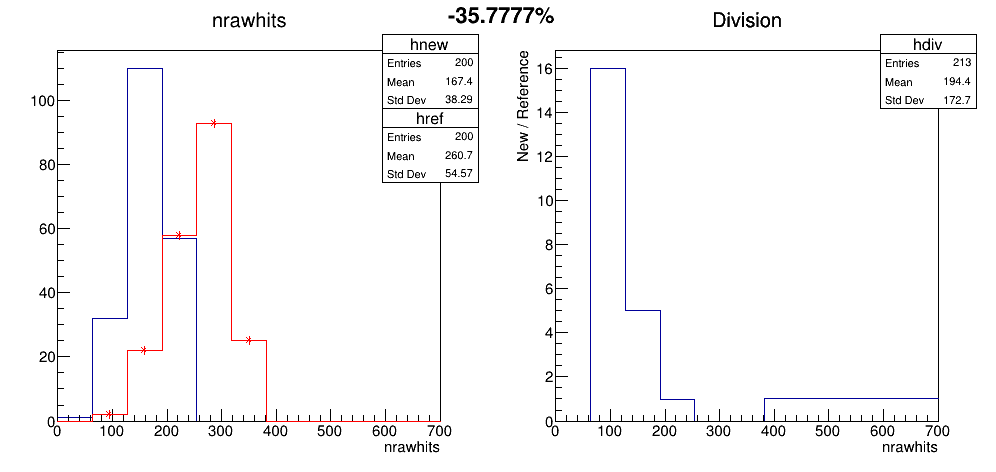 -35.7777%
nrawhits
hnew
Entries 200
Mean 167.4
Std Dev 38.29
href
Entries 200
Mean 260.7
Std Dev 54.57
100
80
60
40
20
0
0 100 200 300 400 500 600 700
nrawhits
Division
hdiv
Entries 213
Mean 194.4
Std Dev 172.7
New / Reference
16
14
12
10
8
6
4
2
0
0 100 200 300 400 500 600 700
nrawhits